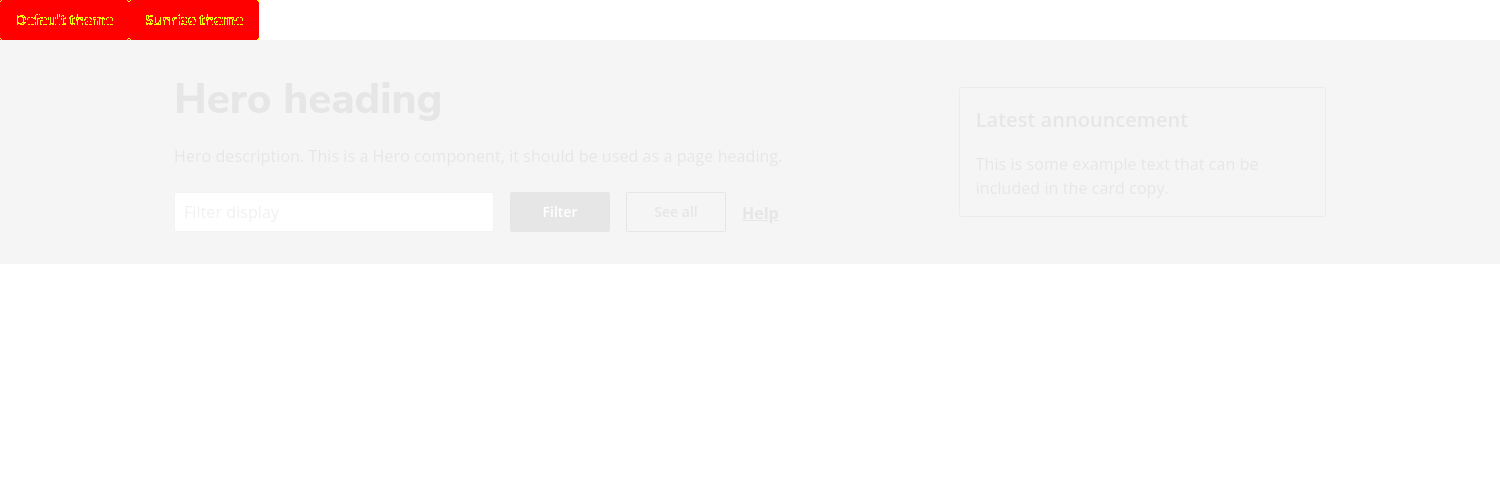 Default theme Sunrise theme
Hero heading
Hero description. This is a Hero component, it should be used as a page heading.
Filter display Filter See all Help
Latest announcement
This is some example text that can be
included in the card copy.